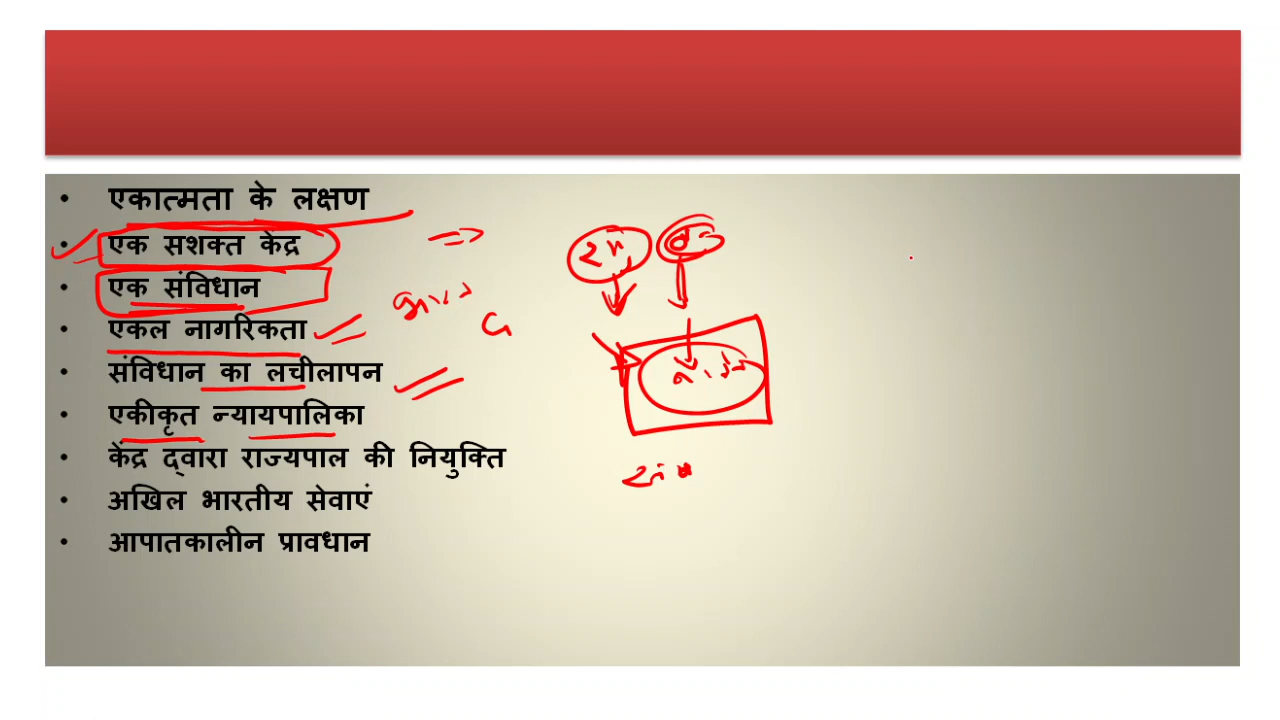 एकात्मता के लक्षण
एक सशक्त केंद्र
एक संविधान
एकल नागरिकता
संविधान का लचीलापन
एकीकृत न्यायपालिका
केंद्र द्वारा राज्यपाल की नियुक्ति
अखिल भारतीय सेवाएं
आपातकालीन प्रावधान